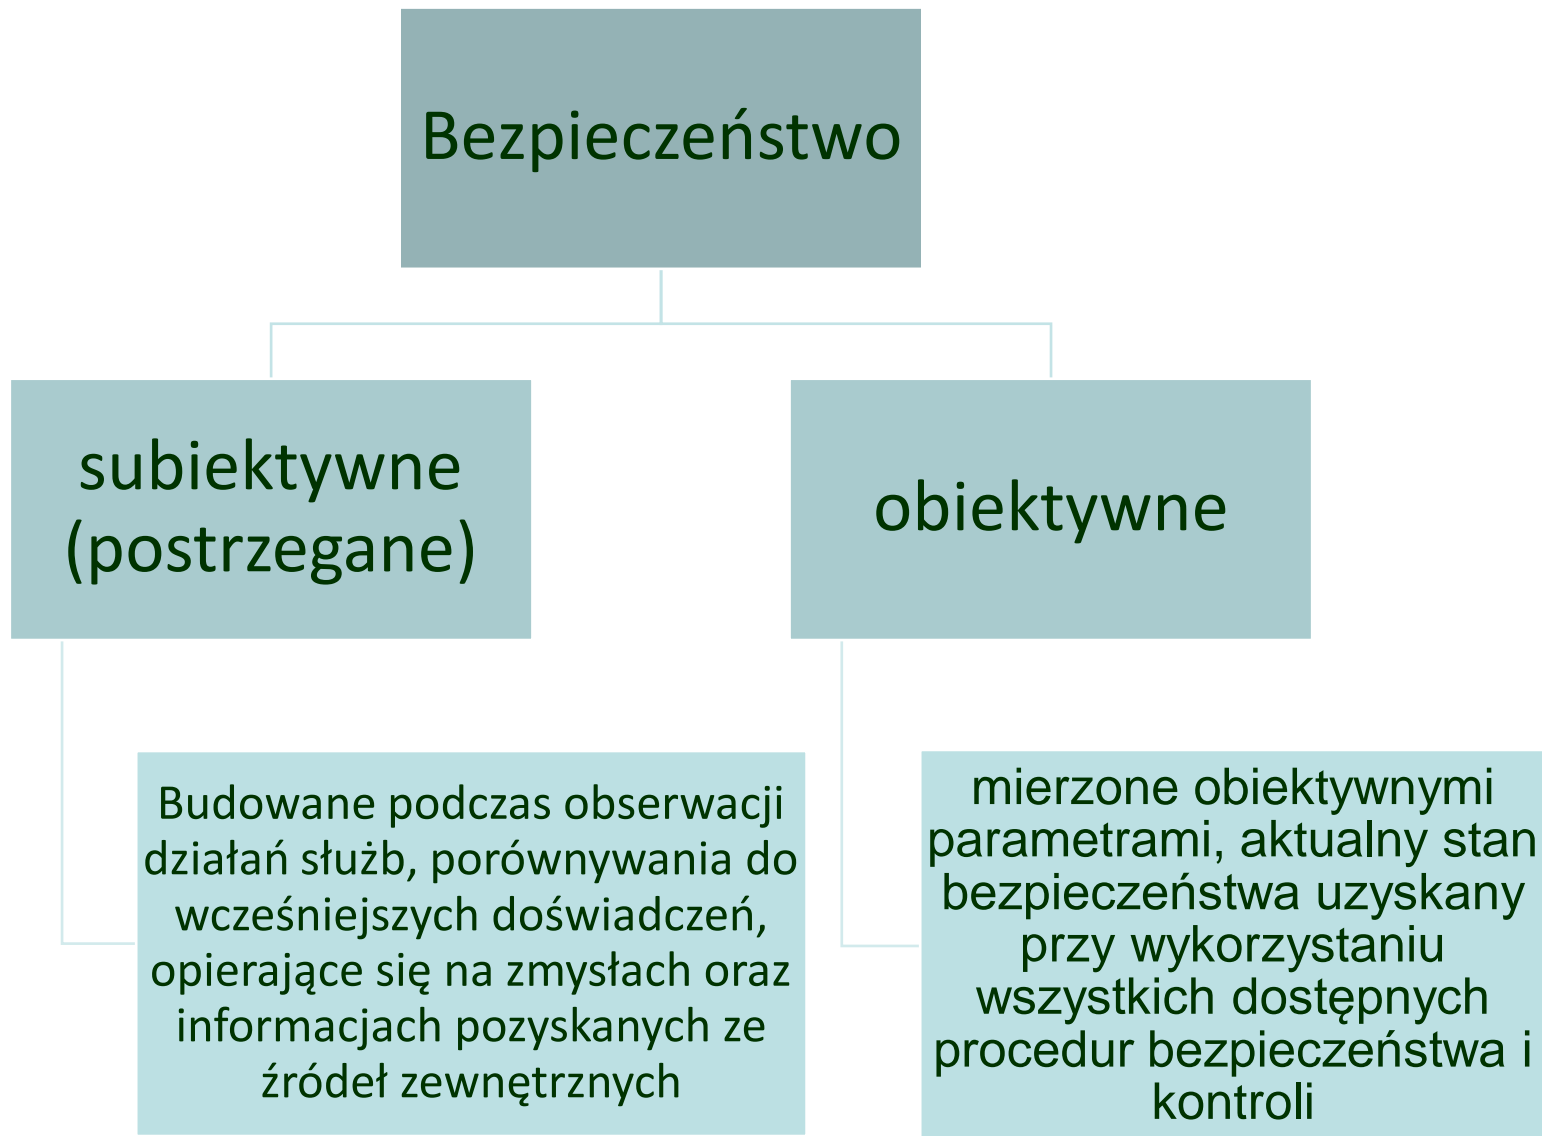 Bezpieczeństwo
subiektywne
(postrzegane)
obiektywne
Budowane podczas obserwacji
działań służb, porównywania do
wcześniejszych doświadczeń,
opierające się na zmysłach oraz
informacjach pozyskanych ze
źródeł zewnętrznych
mierzone obiektywnymi
parametrami, aktualny stan
bezpieczeństwa uzyskany
przy wykorzystaniu
wszystkich dostępnych
procedur bezpieczeństwa i
kontroli